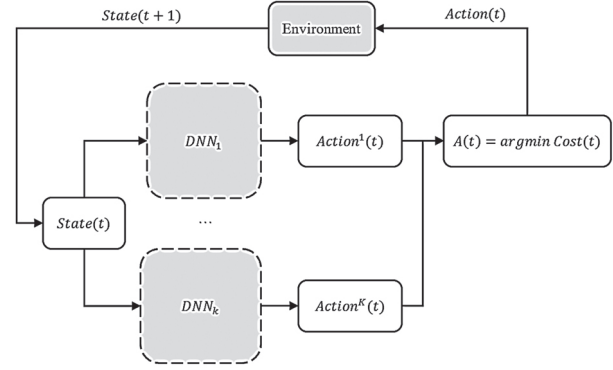 State(t + 1)
Environment
Action(t)
DNN₁
Action¹(t)
A(t) = argmin Cost(t)
State(t)
...
DNNₖ
Actionᴷ(t)